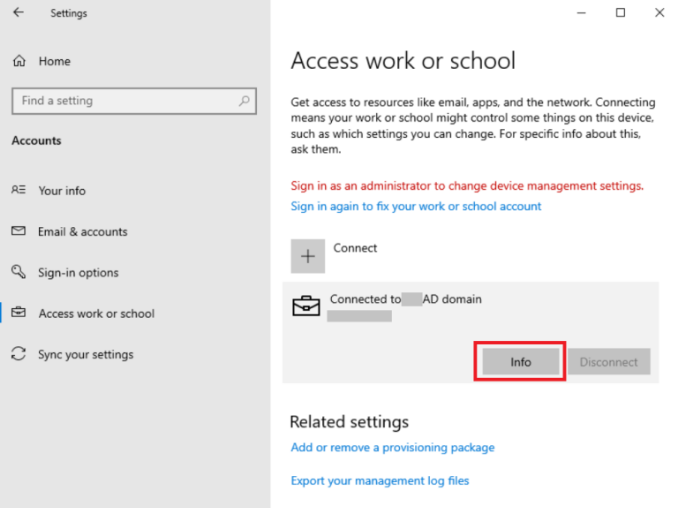 Settings
Home
Find a setting
Accounts
Your info
Email & accounts
Sign-in options
Access work or school
Sync your settings
Access work or school
Get access to resources like email, apps, and the network. Connecting
means your work or school might control some things on this device,
such as which settings you can change. For specific info about this,
ask them.
Sign in as an administrator to change device management settings.
Sign in again to fix your work or school account
Connect
Connected to AD domain
Info
Disconnect
Related settings
Add or remove a provisioning package
Export your management log files